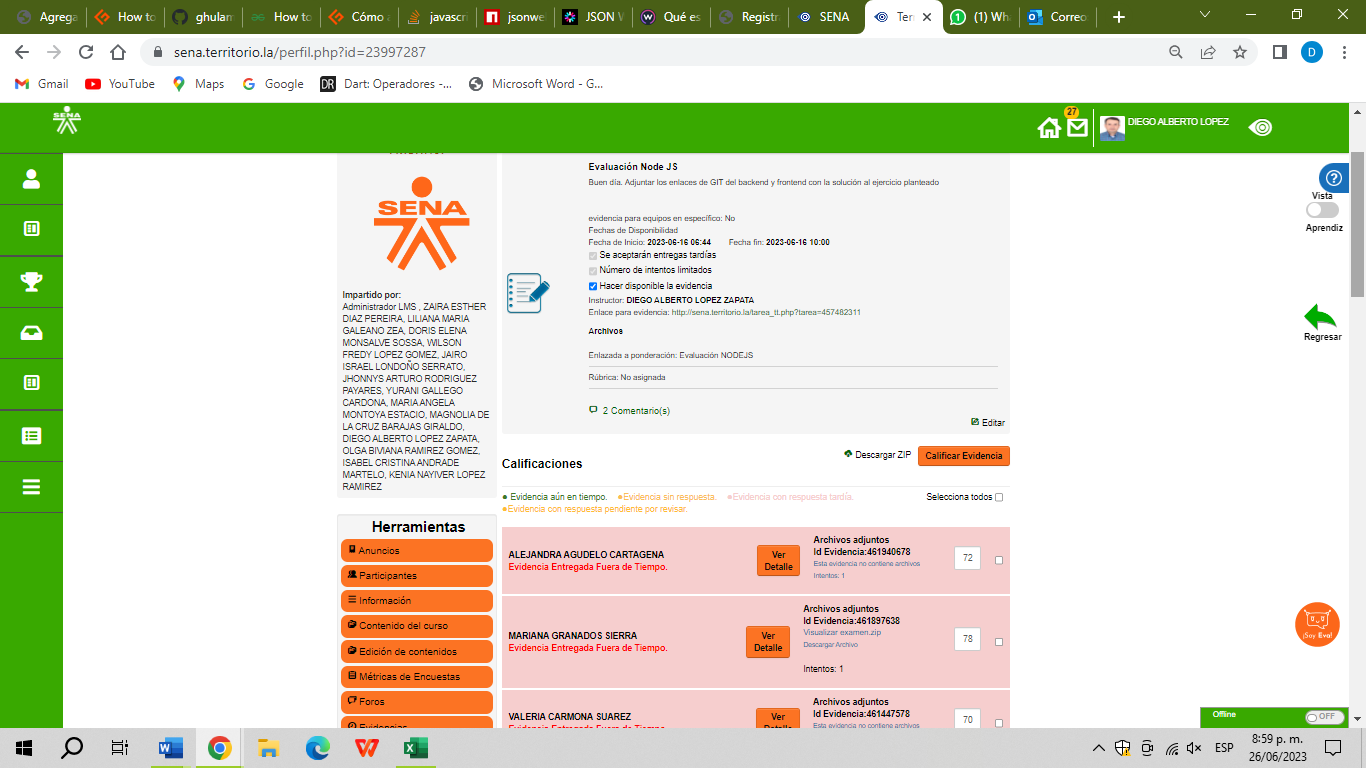 Agrega
How to
ghulam
How to
Cómo a
javascri
jsonwe
JSON W
Qué es
Registr
SENA
Ter
(1) Wha
Correo
sena.territorio.la/perfil.php?id=23997287
D
Gmail
YouTube
Maps
Google
DR Dart: Operadores -...
Microsoft Word - G...
SENA
27
DIEGO ALBERTO LOPEZ
SENA
Impartido por:
Administrador LMS , ZAIRA ESTHER
DIAZ PEREIRA, LILIANA MARIA
GALEANO ZEA, DORIS ELENA
MONSALVE SOSSA, WILSON
FREDY LOPEZ GOMEZ, JAIRO
ISRAEL LONDOÑO SERRATO,
JHONNYS ARTURO RODRIGUEZ
PAYARES, YURANI GALLEGO
CARDONA, MARIA ANGELA
MONTOYA ESTACIO, MAGNOLIA DE
LA CRUZ BARAJAS GIRALDO,
DIEGO ALBERTO LOPEZ ZAPATA,
OLGA BIVIANA RAMIREZ GOMEZ,
ISABEL CRISTINA ANDRADE
MARTELO, KENIA NAYIVER LOPEZ
RAMIREZ
Herramientas
Anuncios
Participantes
Información
Contenido del curso
Edición de contenidos
Métricas de Encuestas
Foros
Evidencias
Evaluación Node JS
Buen día. Adjuntar los enlaces de GIT del backend y frontend con la solución al ejercicio planteado
evidencia para equipos en específico: No
Fechas de Disponibilidad
Fecha de Inicio: 2023-06-16 06:44 Fecha fin: 2023-06-16 10:00
Se aceptarán entregas tardías
Número de intentos limitados
Hacer disponible la evidencia
Instructor: DIEGO ALBERTO LOPEZ ZAPATA
Enlace para evidencia: http://sena.territorio.la/tarea_tt.php?tarea=457482311
Archivos
Enlazada a ponderación: Evaluación NODEJS
Rúbrica: No asignada
2 Comentario(s)
Editar
Calificaciones
Descargar ZIP
Calificar Evidencia
Evidencia aún en tiempo. Evidencia sin respuesta. Evidencia con respuesta tardía.
Evidencia con respuesta pendiente por revisar.
Selecciona todos
ALEJANDRA AGUDELO CARTAGENA
Evidencia Entregada Fuera de Tiempo.
Ver
Detalle
Archivos adjuntos
Id Evidencia:461940678
Esta evidencia no contiene archivos
Intentos: 1
72
MARIANA GRANADOS SIERRA
Evidencia Entregada Fuera de Tiempo.
Ver
Detalle
Archivos adjuntos
Id Evidencia:461897638
Visualizar examen.zip
Descargar Archivo
Intentos: 1
78
VALERIA CARMONA SUAREZ
Evidencia Entregada Fuera de Tiempo.
Ver
Detalle
Archivos adjuntos
Id Evidencia:461447578
Esta evidencia no contiene archivos
70
Vista
Aprendiz
Regresar
¡Soy Eva!
Offline
OFF
ESP
8:59 p. m.
26/06/2023